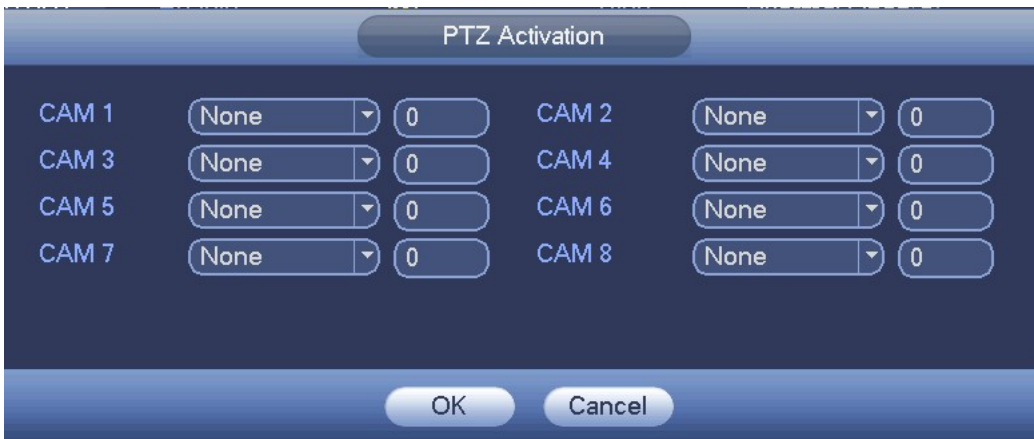 PTZ Activation
CAM 1 None 0 CAM 2 None 0
CAM 3 None 0 CAM 4 None 0
CAM 5 None 0 CAM 6 None 0
CAM 7 None 0 CAM 8 None 0
OK Cancel